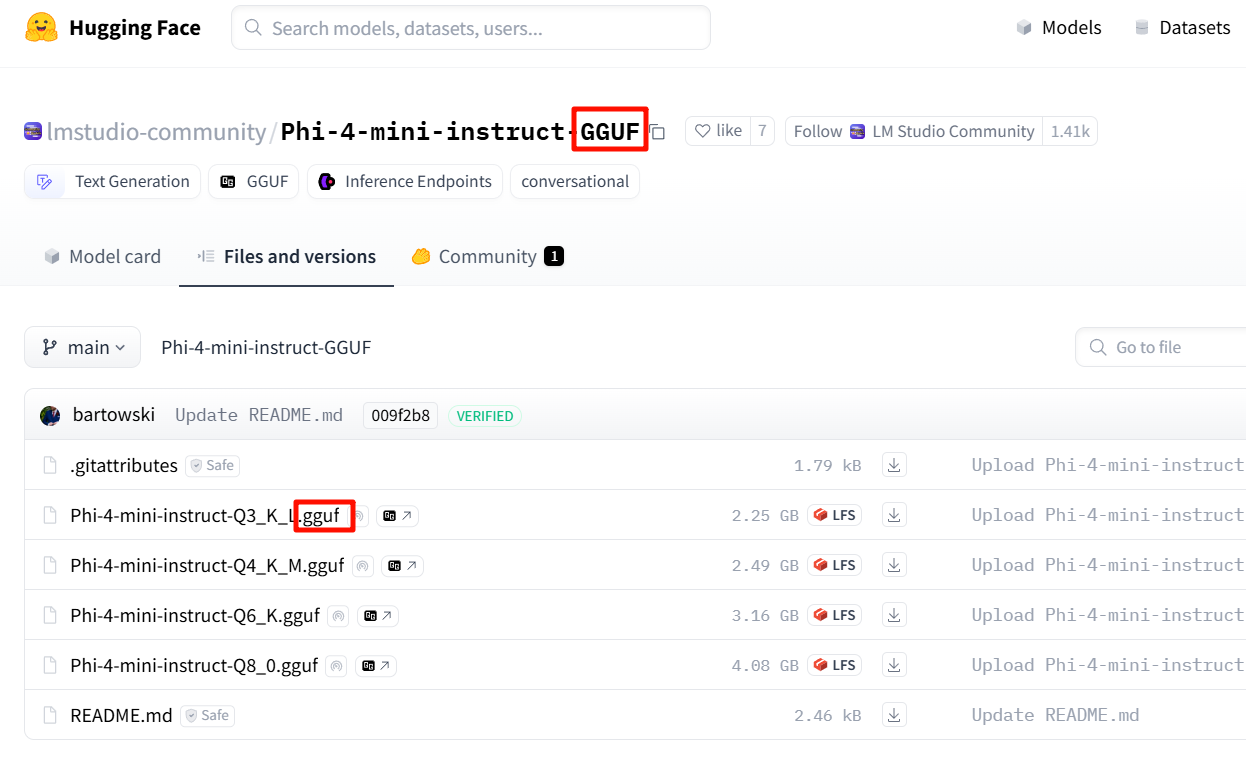 Hugging Face Search models, datasets, users... Models Datasets
lmstudio-community/Phi-4-mini-instruct-GGUF like 7 Follow LM Studio Community 1.41k
Text Generation GGUF Inference Endpoints conversational
Model card Files and versions Community 1
main Phi-4-mini-instruct-GGUF Go to file
bartowski Update README.md 009f2b8 VERIFIED
.gitattributes Safe 1.79 kB Upload Phi-4-mini-instruct
Phi-4-mini-instruct-Q3_K_L.gguf 2.25 GB LFS Upload Phi-4-mini-instruct
Phi-4-mini-instruct-Q4_K_M.gguf 2.49 GB LFS Upload Phi-4-mini-instruct
Phi-4-mini-instruct-Q6_K.gguf 3.16 GB LFS Upload Phi-4-mini-instruct
Phi-4-mini-instruct-Q8_0.gguf 4.08 GB LFS Upload Phi-4-mini-instruct
README.md Safe 2.46 kB Update README.md